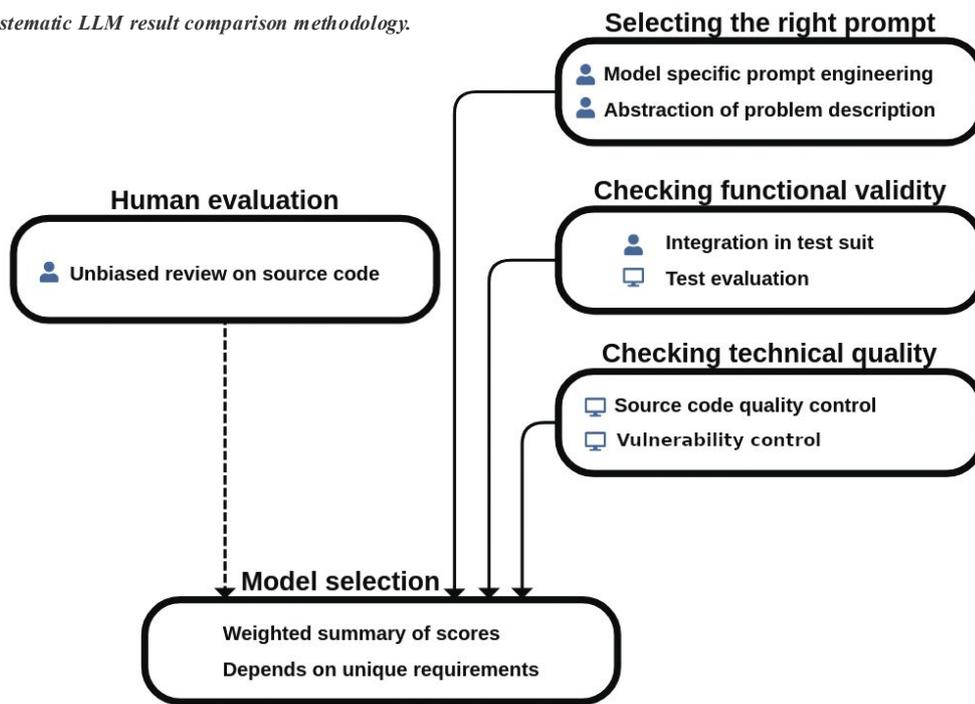 stematic LLM result comparison methodology.
Selecting the right prompt
Model specific prompt engineering
Abstraction of problem description
Human evaluation
Unbiased review on source code
Checking functional validity
Integration in test suit
Test evaluation
Checking technical quality
Source code quality control
Vulnerability control
Model selection
Weighted summary of scores
Depends on unique requirements